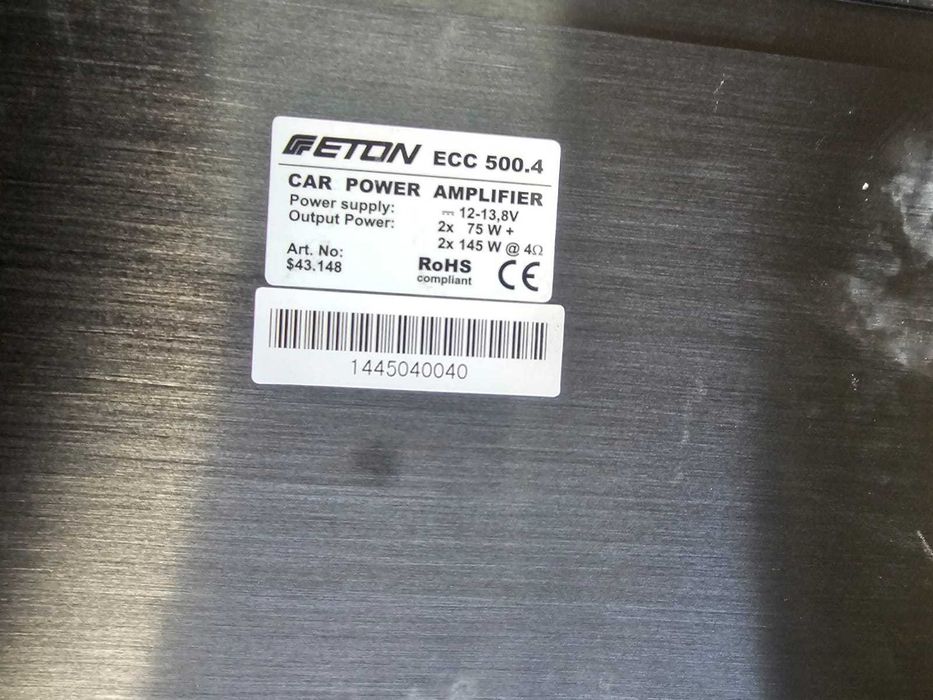 ETON ECC 500.4
CAR POWER AMPLIFIER
Power supply: ⎓ 12-13,8V
Output Power: 2x 75 W +
2x 145 W @ 4Ω
Art. No:
$43.148
RoHS
compliant
CE
1445040040